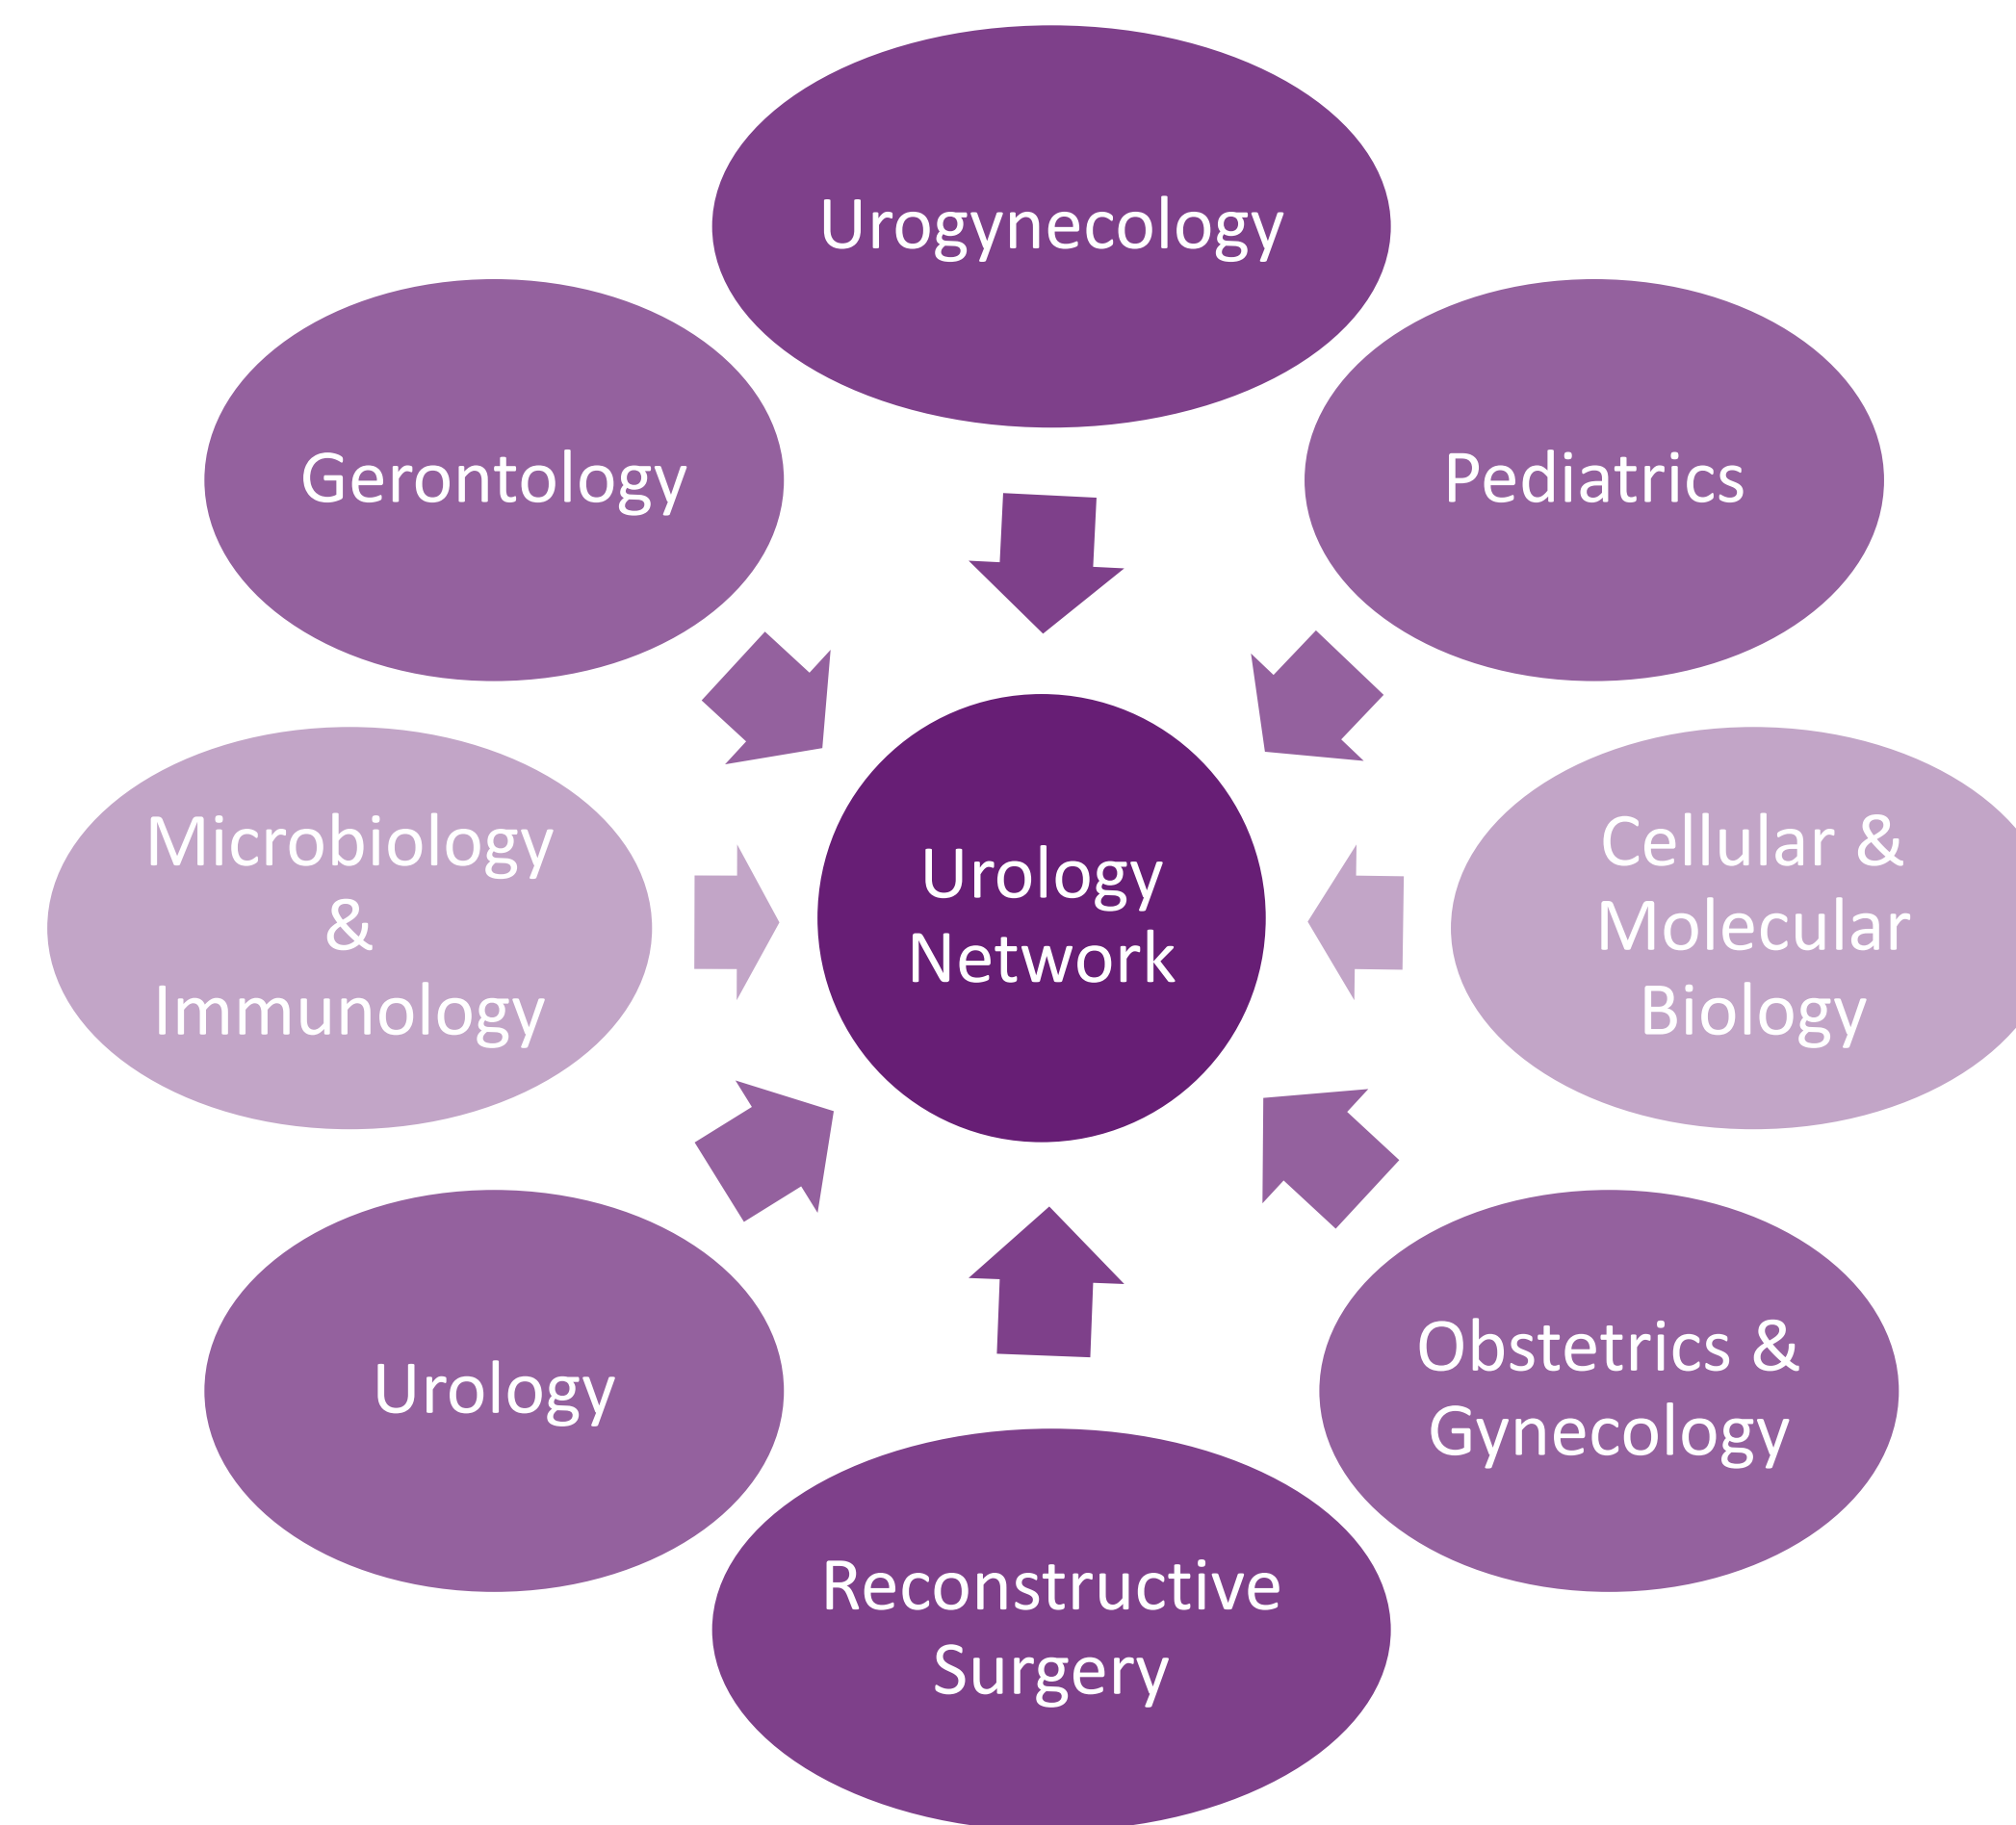 Urogynecology
Gerontology
Pediatrics
Microbiology
&
Immunology
Urology
Network
Cellular &
Molecular
Biology
Urology
Obstetrics &
Gynecology
Reconstructive
Surgery